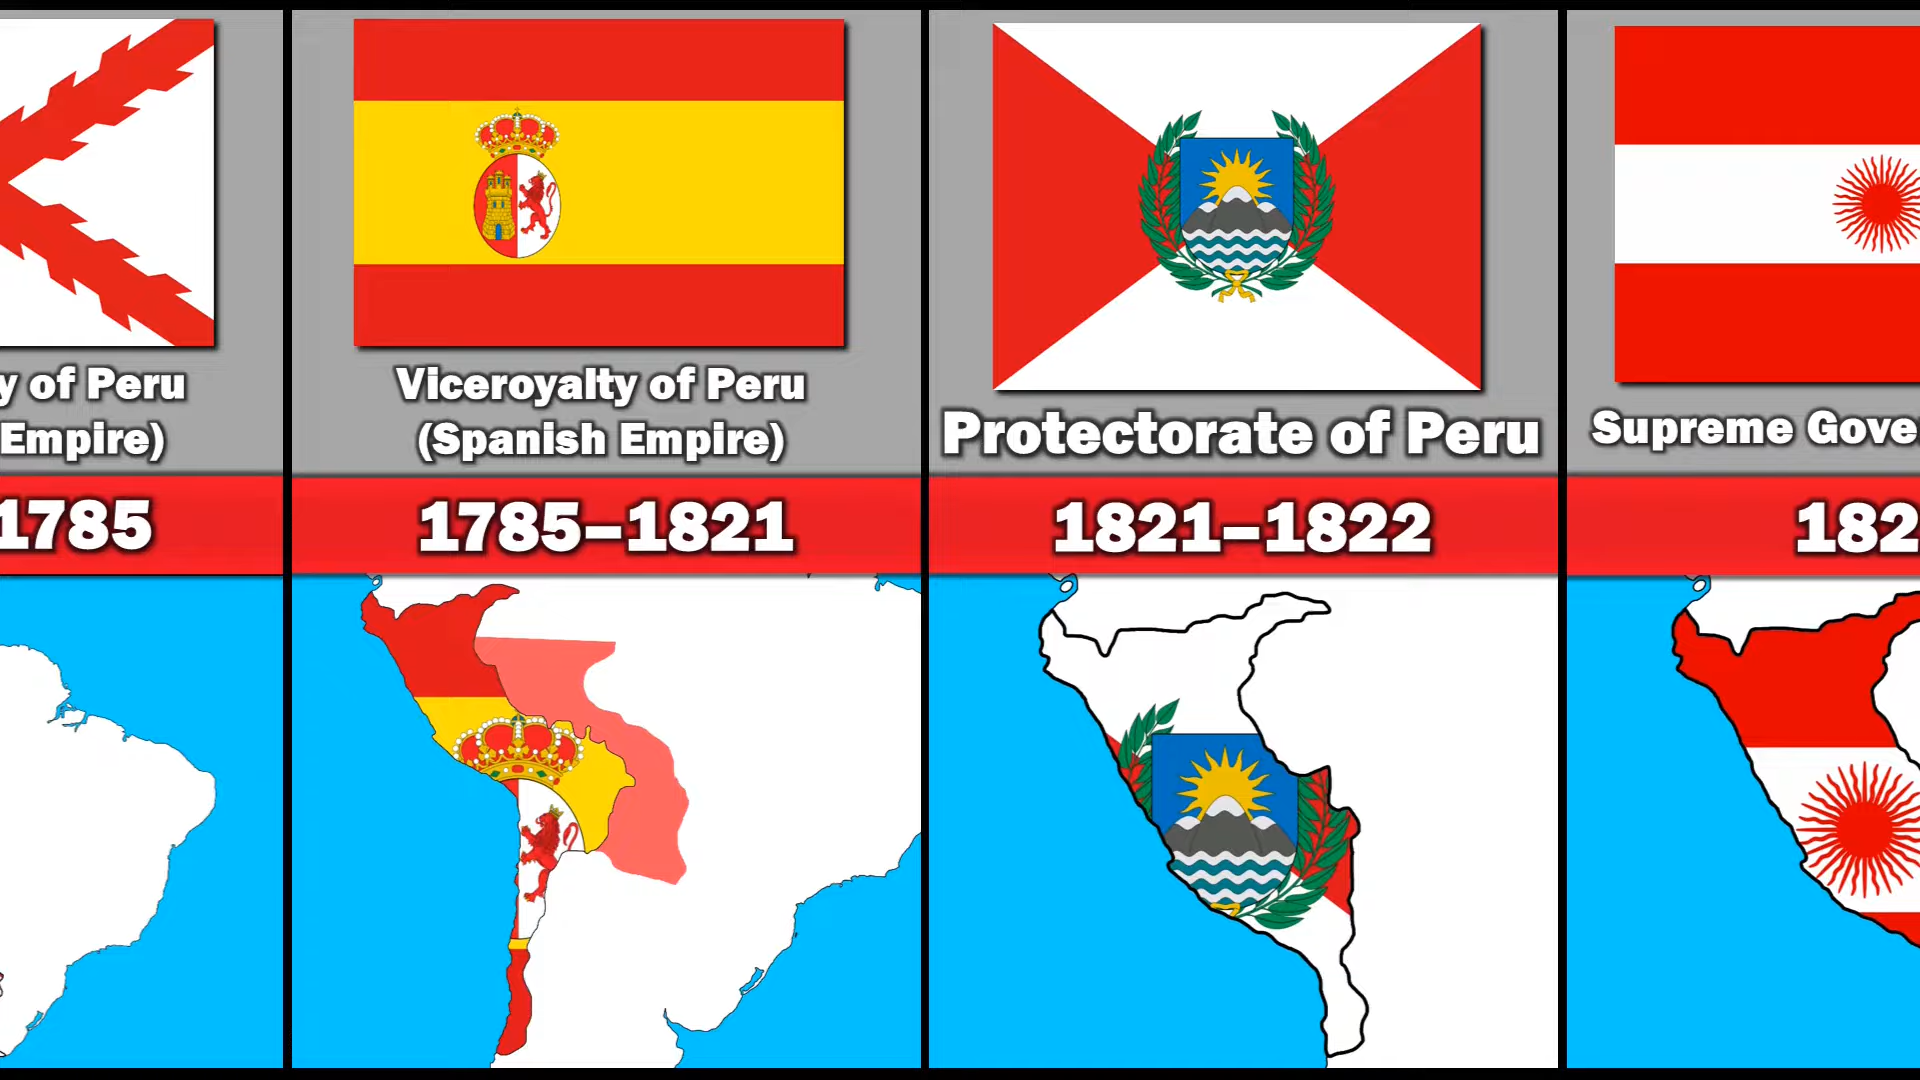 y of Peru
Empire)
1785
Viceroyalty of Peru
(Spanish Empire)
1785–1821
Protectorate of Peru
1821–1822
Supreme Gove
182